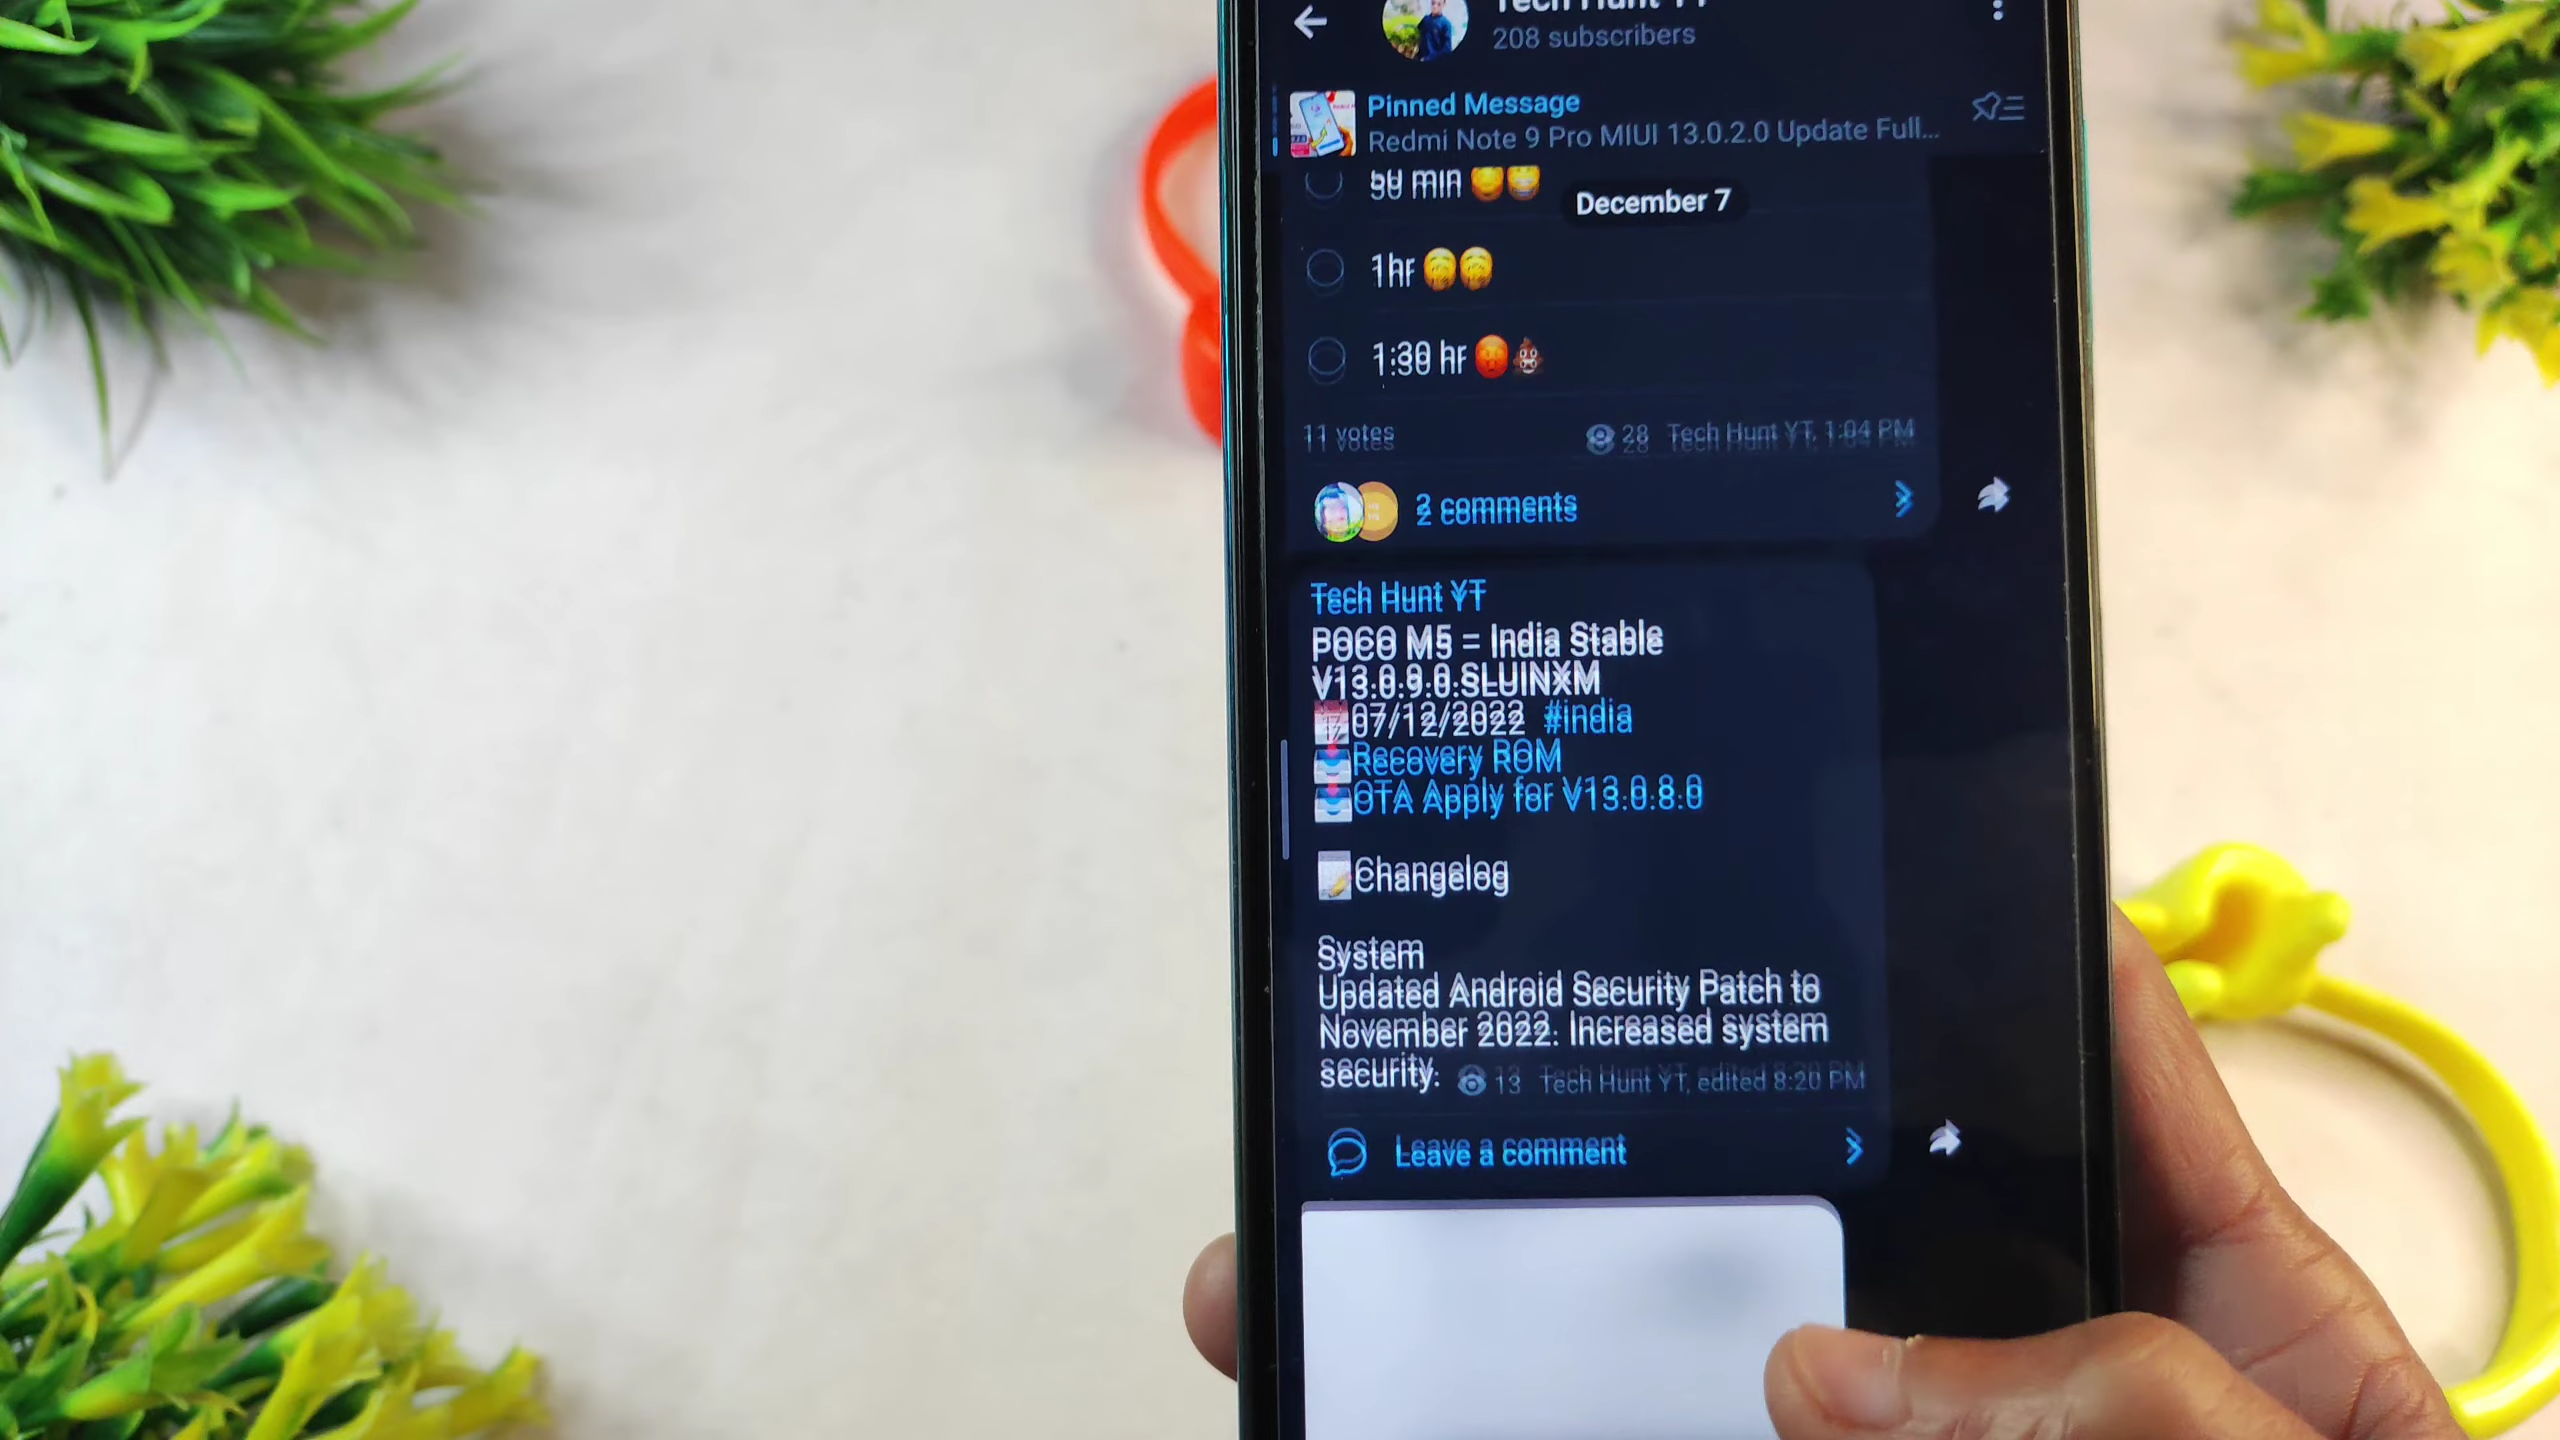 Tech Hunt YT
208 subscribers
Pinned Message
Redmi Note 9 Pro MIUI 13.0.2.0 Update Full...
min
December 7
1hr
1:30 hr
11 votes
28 Tech Hunt YT, 1:04 PM
2 comments
Tech Hunt YT
POCO M5 = India Stable
V13.0.9.0.SLUINXM
07/12/2022 #india
Recovery ROM
OTA Apply for V13.0.8.0
Changelog
System
Updated Android Security Patch to
November 2022. Increased system
security.
13 Tech Hunt YT, edited 8:20 PM
Leave a comment